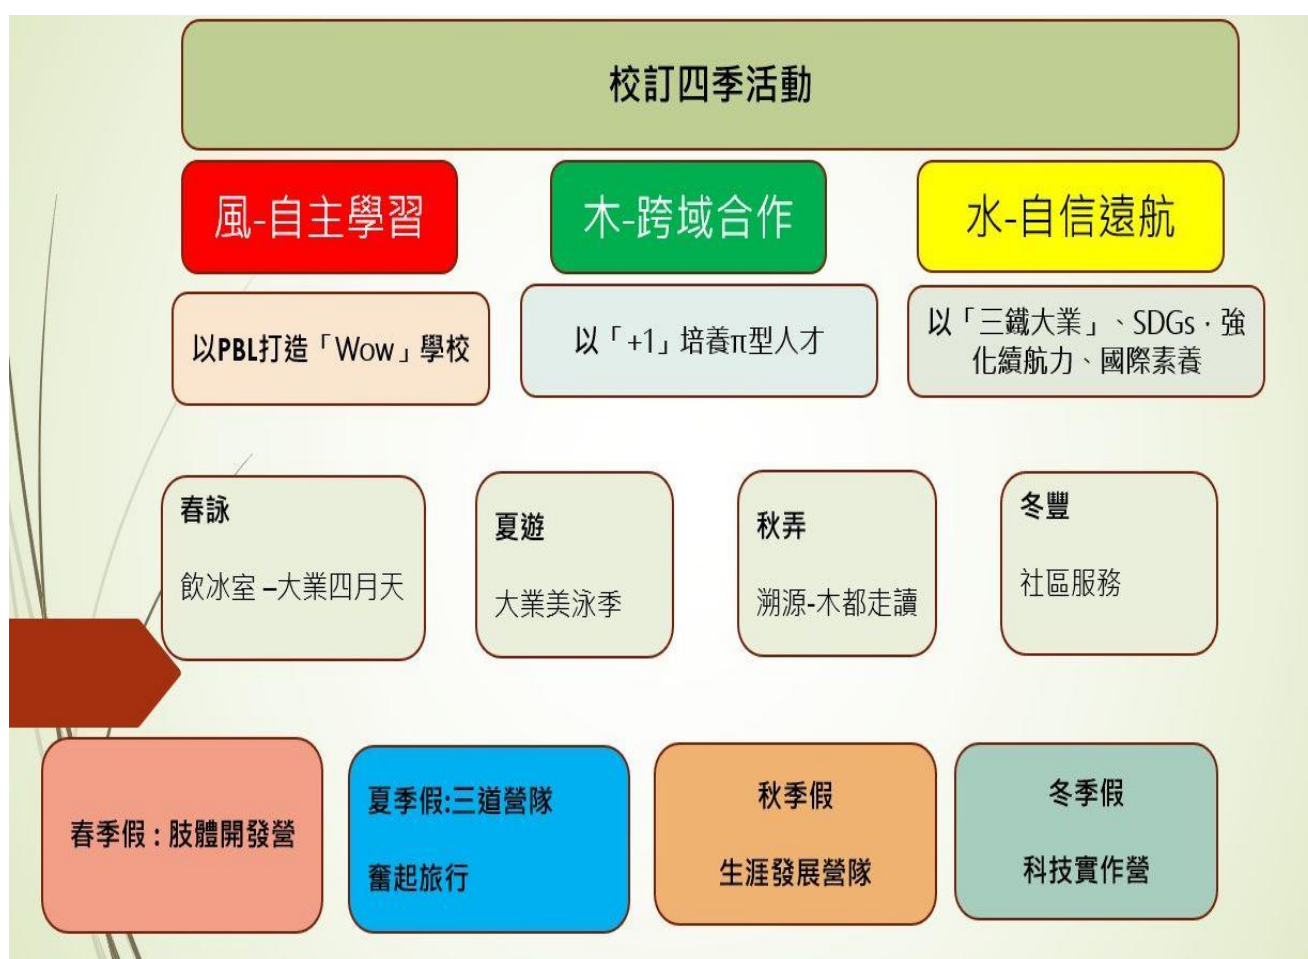 校訂四季活動
風-自主學習
木-跨域合作
水-自信遠航
以PBL打造「Wow」學校
以「+1」培養π型人才
以「三鐵大業」、SDGs，強
化續航力、國際素養
春詠
飲冰室–大業四月天
夏遊
大業美泳季
秋弄
溯源-木都走讀
冬豐
社區服務
春季假：肢體開發營
夏季假:三道營隊
奮起旅行
秋季假
生涯發展營隊
冬季假
科技實作營